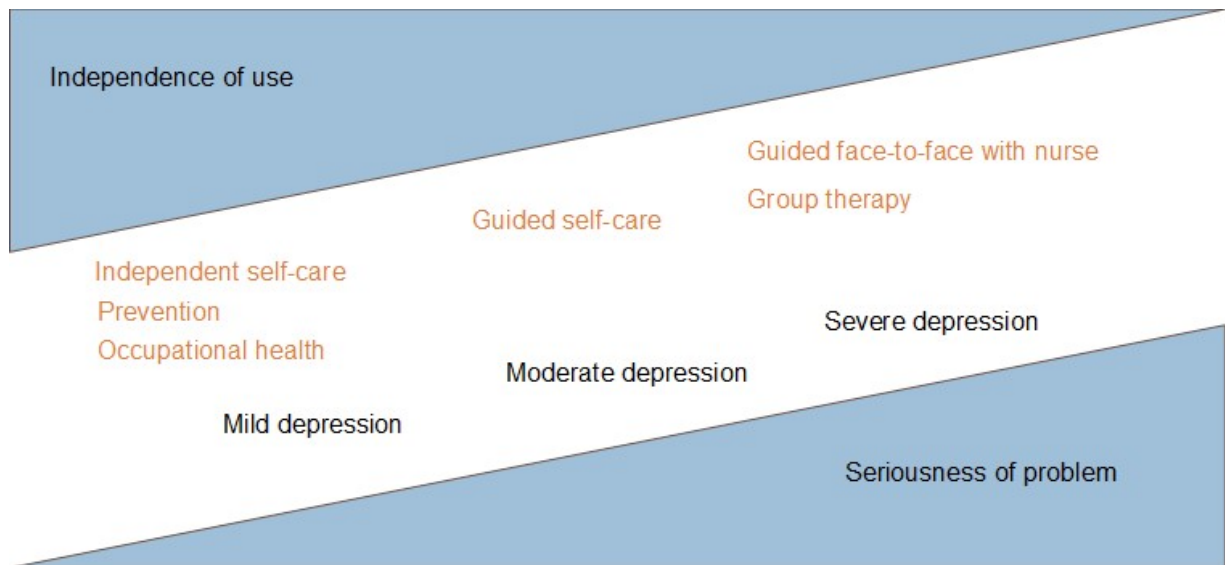 Independence of use
Guided face-to-face with nurse
Group therapy
Guided self-care
Independent self-care
Prevention
Occupational health
Severe depression
Moderate depression
Mild depression
Seriousness of problem